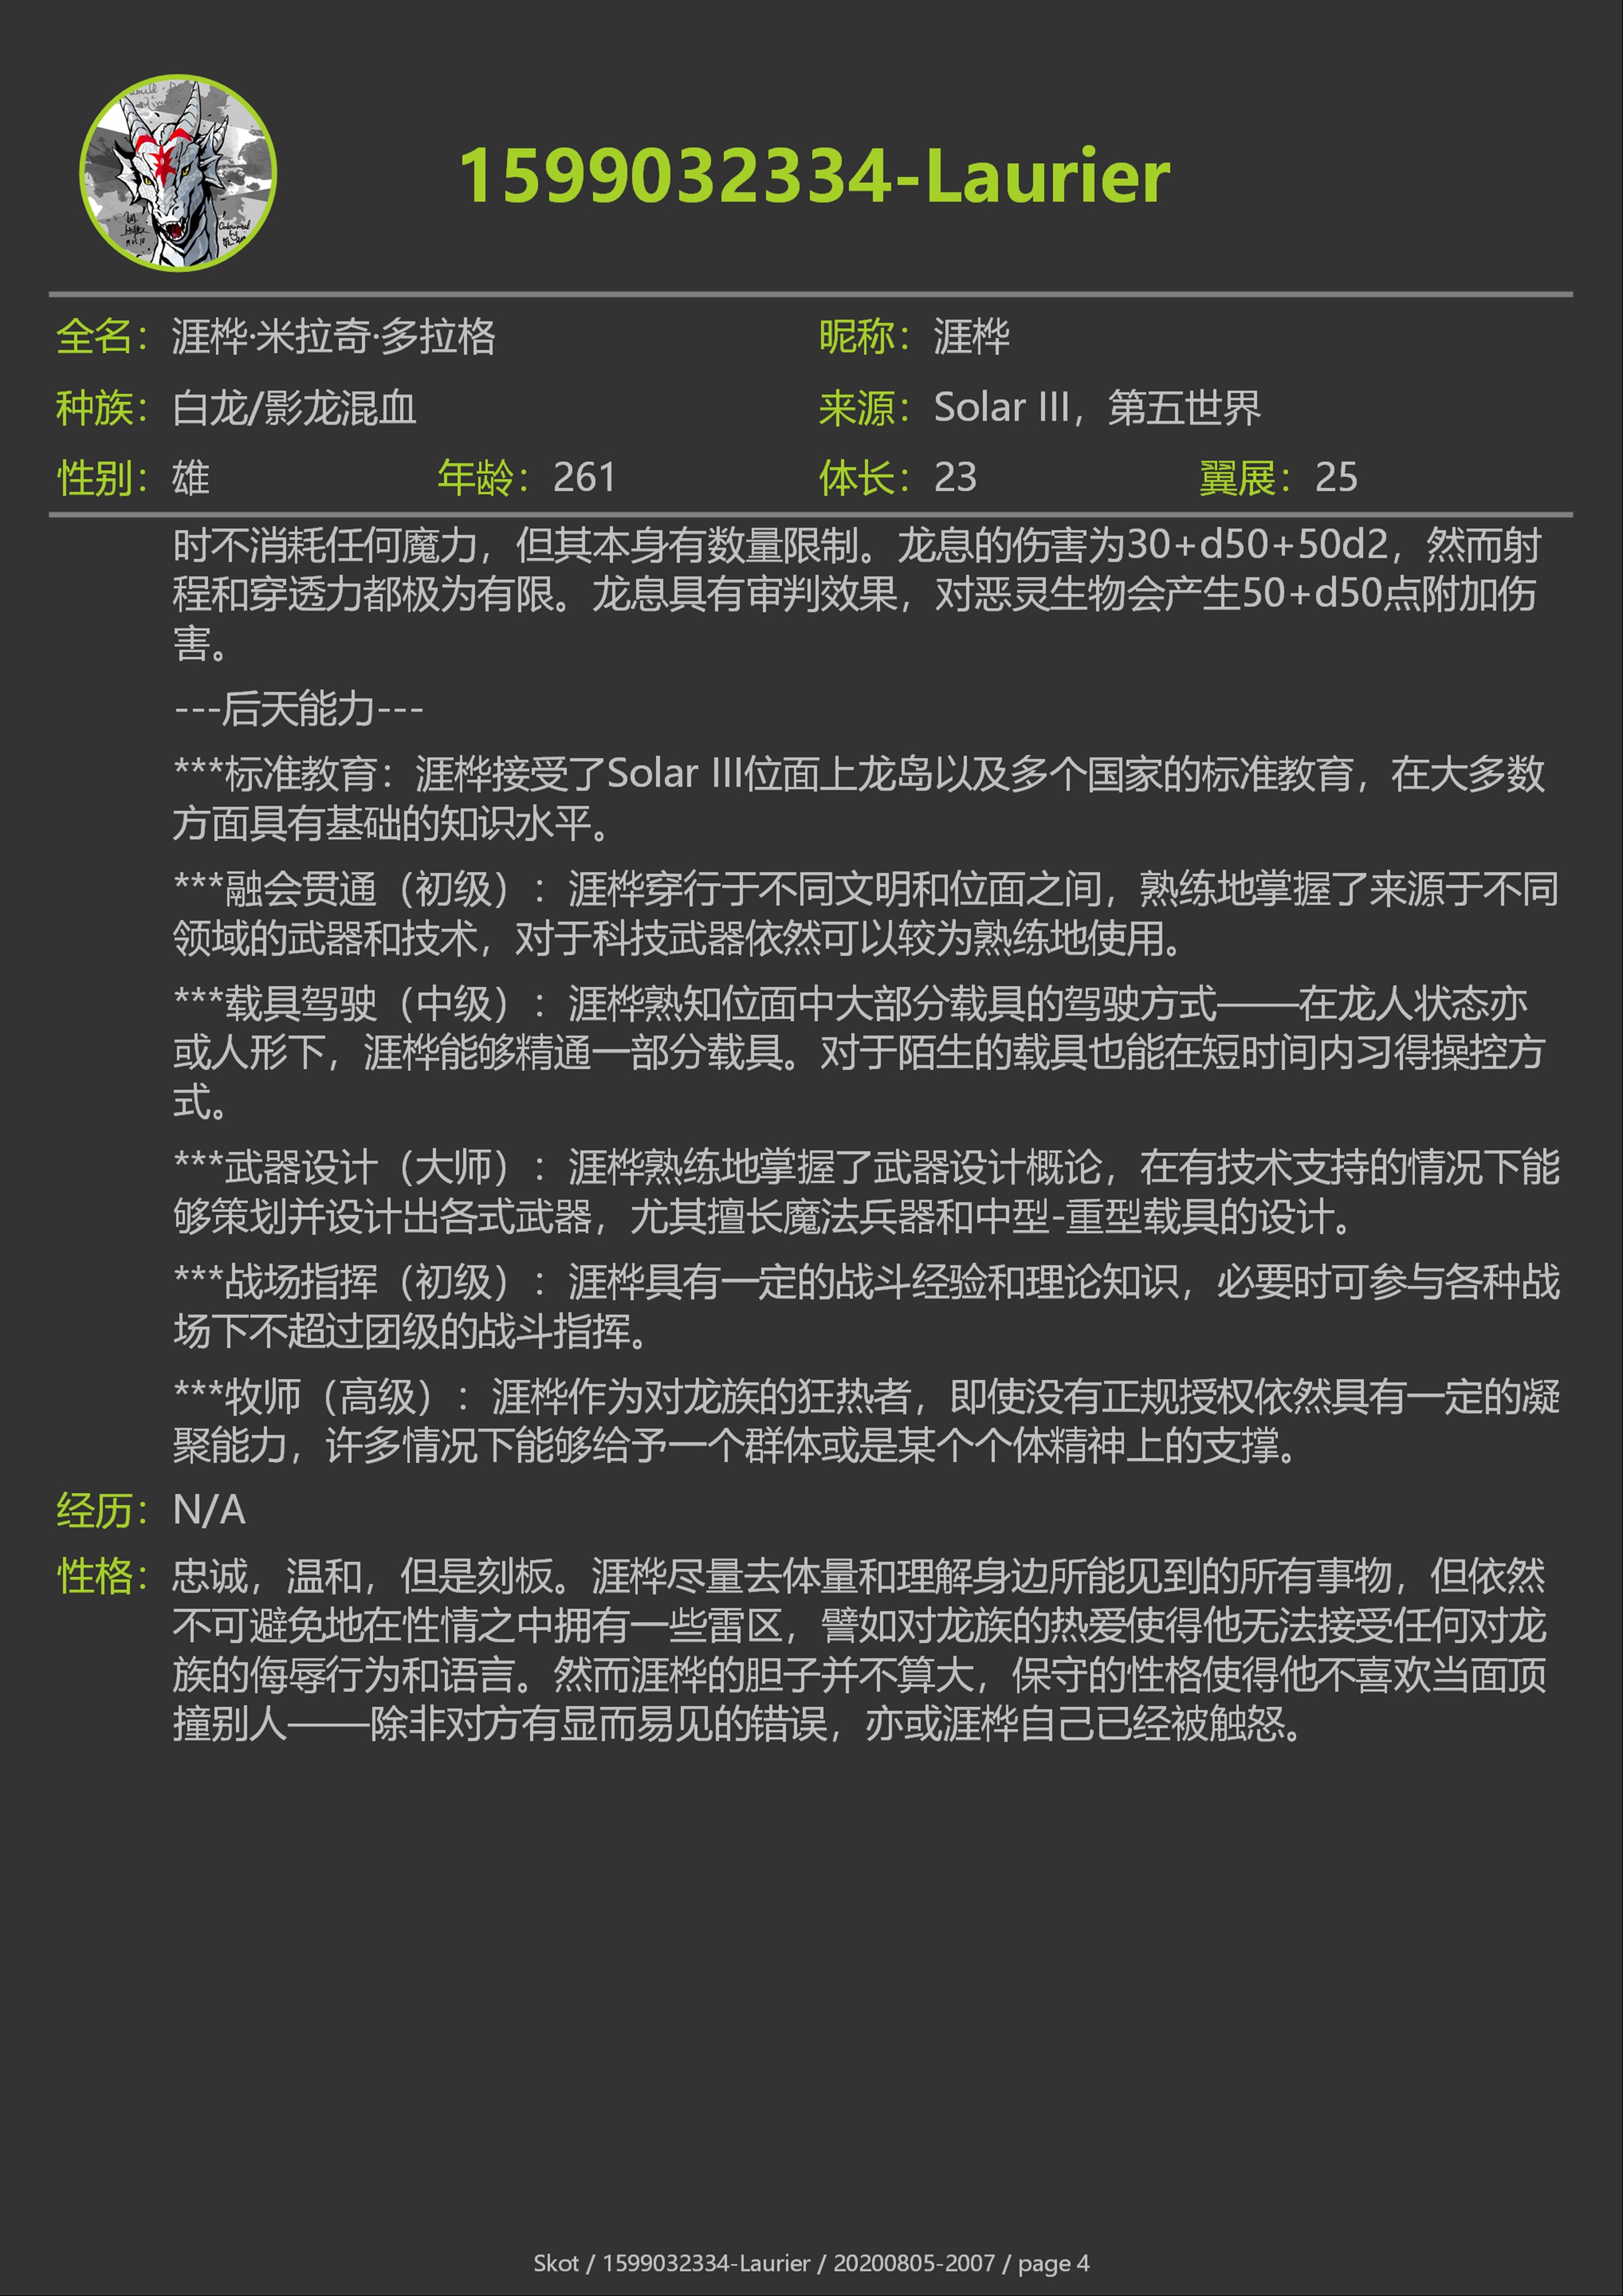 1599032334-Laurier
全名：涯桦·米拉奇·多拉格 昵称：涯桦
种族：白龙/影龙混血 来源：Solar III，第五世界
性别：雄 年龄：261 体长：23 翼展：25
时不消耗任何魔力，但其本身有数量限制。龙息的伤害为30+d50+50d2，然而射
程和穿透力都极为有限。龙息具有审判效果，对恶灵生物会产生50+d50点附加伤
害。
---后天能力---
***标准教育：涯桦接受了Solar III位面上龙岛以及多个国家的标准教育，在大多数
方面具有基础的知识水平。
***融会贯通（初级）：涯桦穿行于不同文明和位面之间，熟练地掌握了来源于不同
领域的武器和技术，对于科技武器依然可以较为熟练地使用。
***载具驾驶（中级）：涯桦熟知位面中大部分载具的驾驶方式——在龙人状态亦
或人形下，涯桦能够精通一部分载具。对于陌生的载具也能在短时间内习得操控方
式。
***武器设计（大师）：涯桦熟练地掌握了武器设计概论，在有技术支持的情况下能
够策划并设计出各式武器，尤其擅长魔法兵器和中型-重型载具的设计。
***战场指挥（初级）：涯桦具有一定的战斗经验和理论知识，必要时可参与各种战
场下不超过团级的战斗指挥。
***牧师（高级）：涯桦作为对龙族的狂热者，即使没有正规授权依然具有一定的凝
聚能力，许多情况下能够给予一个群体或是某个个体精神上的支撑。
经历：N/A
性格：忠诚，温和，但是刻板。涯桦尽量去体量和理解身边所能见到的所有事物，但依然
不可避免地在性情之中拥有一些雷区，譬如对龙族的热爱使得他无法接受任何对龙
族的侮辱行为和语言。然而涯桦的胆子并不算大，保守的性格使得他不喜欢当面顶
撞别人——除非对方有显而易见的错误，亦或涯桦自己已经被触怒。
Skot / 1599032334-Laurier / 20200805-2007 / page 4